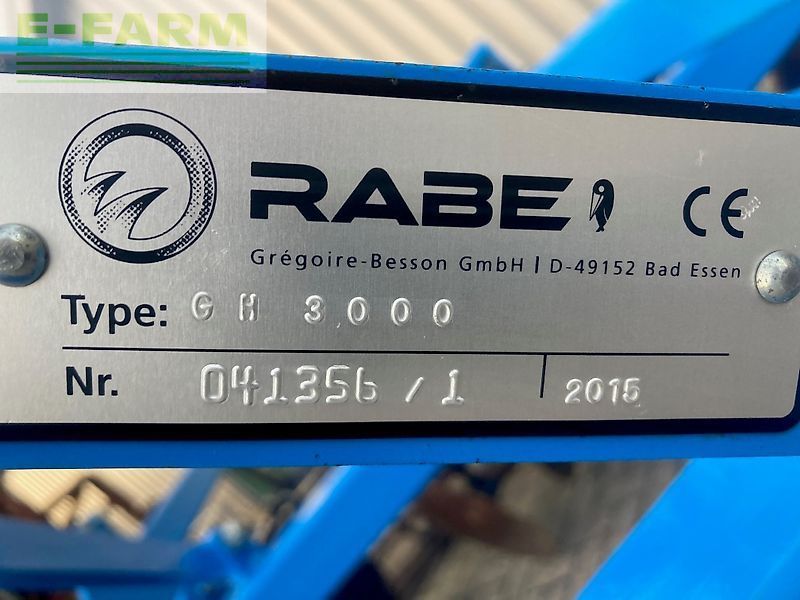 E-FARM
RABE CE
Grégoire-Besson GmbH | D-49152 Bad Essen
Type: GH 3000
Nr. 041356 / 1 2015